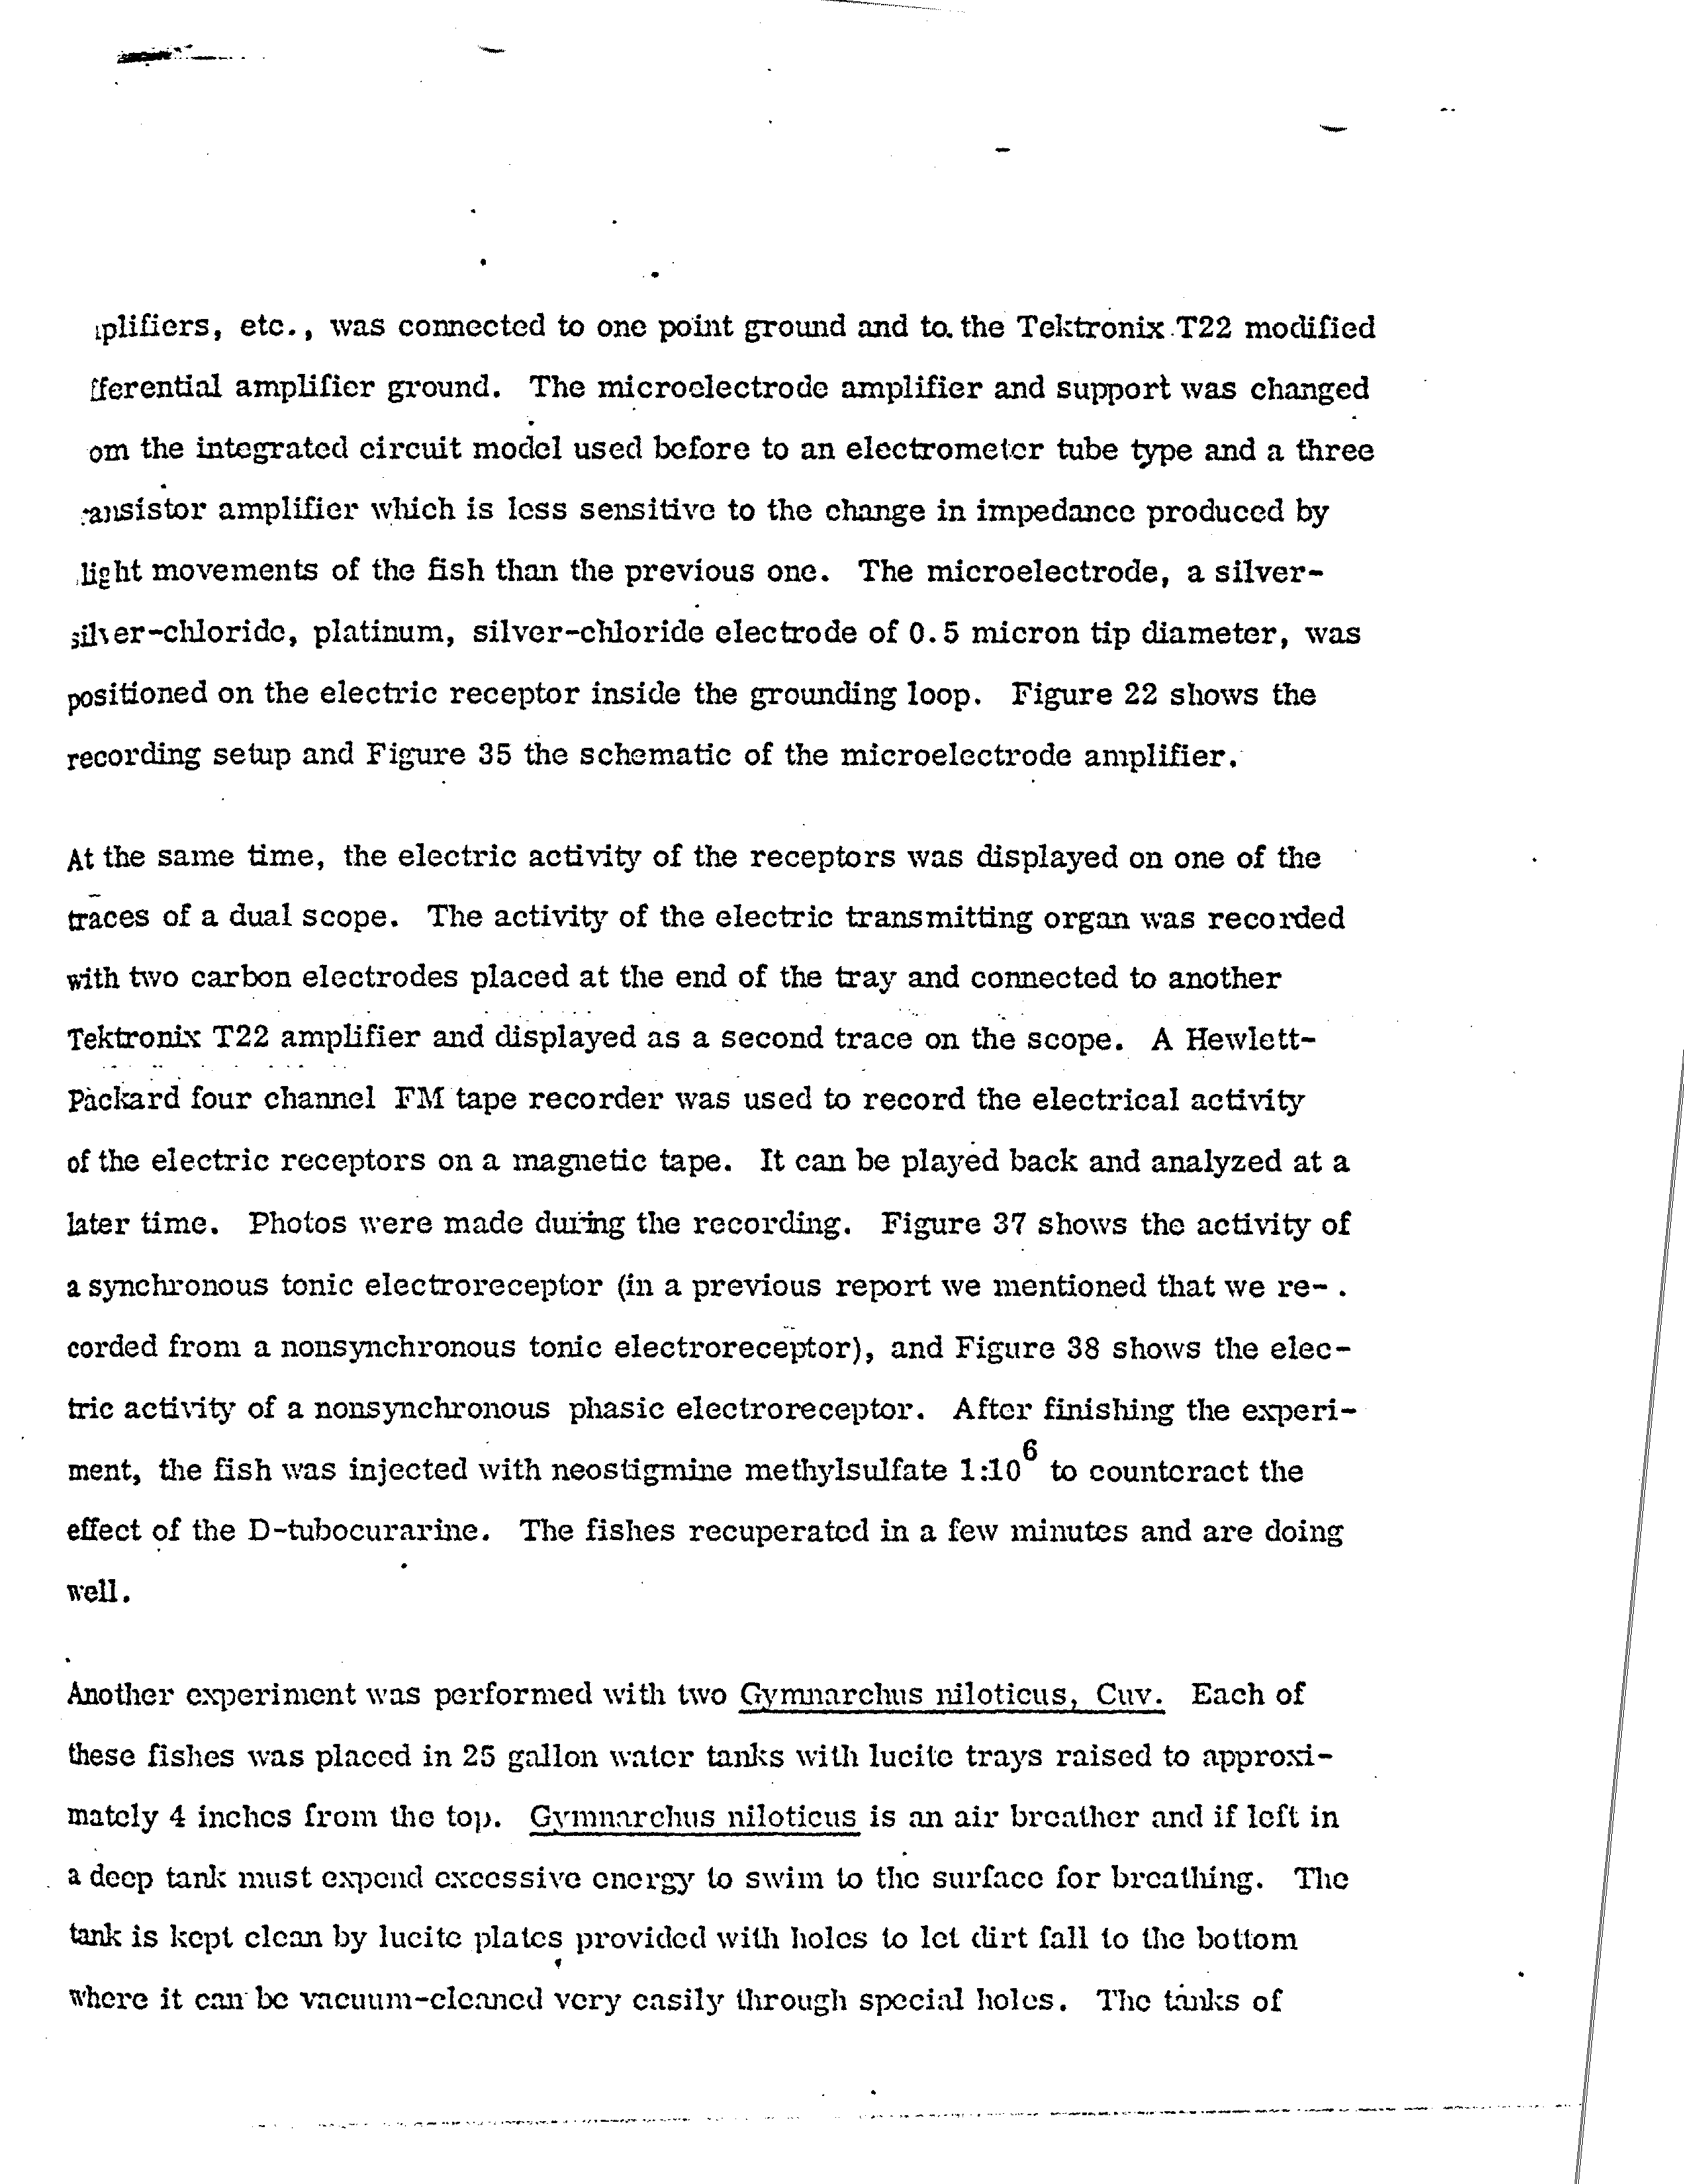 plifiers, etc., was connected to one point ground and to the Tektronix T22 modified
fferential amplifier ground. The microelectrode amplifier and support was changed
om the integrated circuit model used before to an electrometer tube type and a three
ansistor amplifier which is less sensitive to the change in impedance produced by
light movements of the fish than the previous one. The microelectrode, a silver-
silver-chloride, platinum, silver-chloride electrode of 0.5 micron tip diameter, was
positioned on the electric receptor inside the grounding loop. Figure 22 shows the
recording setup and Figure 35 the schematic of the microelectrode amplifier.
At the same time, the electric activity of the receptors was displayed on one of the
traces of a dual scope. The activity of the electric transmitting organ was recorded
with two carbon electrodes placed at the end of the tray and connected to another
Tektronix T22 amplifier and displayed as a second trace on the scope. A Hewlett-
Packard four channel FM tape recorder was used to record the electrical activity
of the electric receptors on a magnetic tape. It can be played back and analyzed at a
later time. Photos were made during the recording. Figure 37 shows the activity of
a synchronous tonic electroreceptor (in a previous report we mentioned that we re-
corded from a nonsynchronous tonic electroreceptor), and Figure 38 shows the elec-
tric activity of a nonsynchronous phasic electroreceptor. After finishing the experi-
ment, the fish was injected with neostigmine methylsulfate 1:10⁶ to counteract the
effect of the D-tubocurarine. The fishes recuperated in a few minutes and are doing
well.
Another experiment was performed with two Gymnarchus niloticus, Cuv. Each of
these fishes was placed in 25 gallon water tanks with lucite trays raised to approxi-
mately 4 inches from the top. Gymnarchus niloticus is an air breather and if left in
a deep tank must expend excessive energy to swim to the surface for breathing. The
tank is kept clean by lucite plates provided with holes to let dirt fall to the bottom
where it can be vacuum-cleaned very easily through special holes. The tanks of